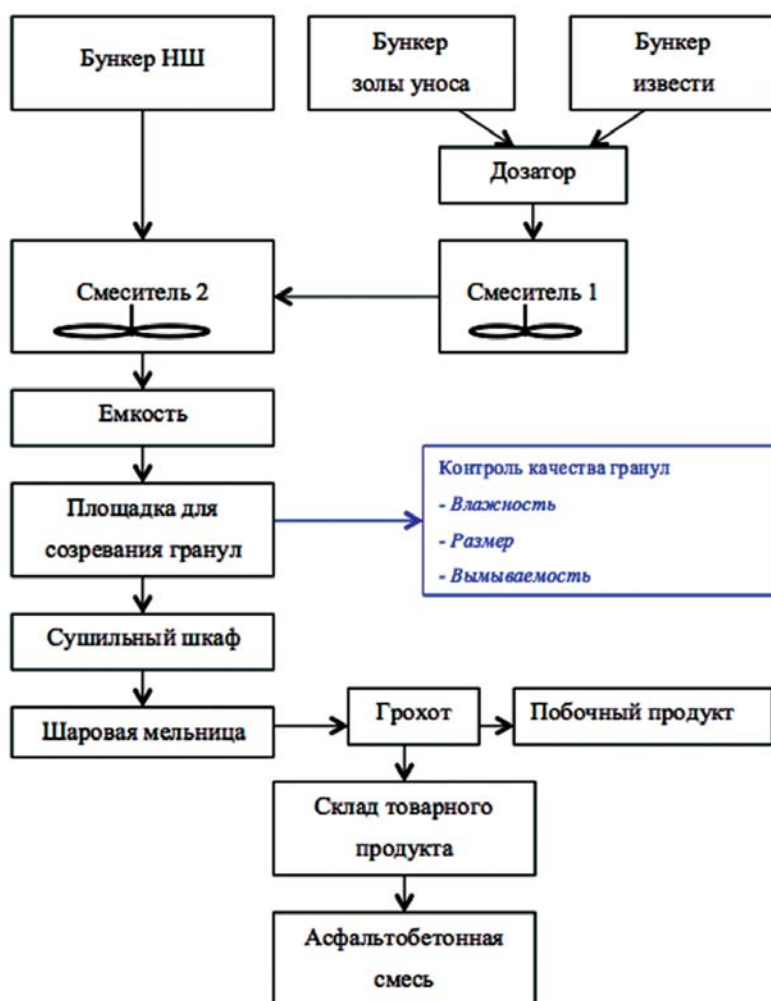 Бункер НШ
Бункер
золы уноса
Бункер
извести
Дозатор
Смеситель 2
Смеситель 1
Емкость
Площадка для
созревания гранул
Контроль качества гранул
- Влажность
- Размер
- Вымываемость
Сушильный шкаф
Шаровая мельница
Грохот
Побочный продукт
Склад товарного
продукта
Асфальтобетонная
смесь